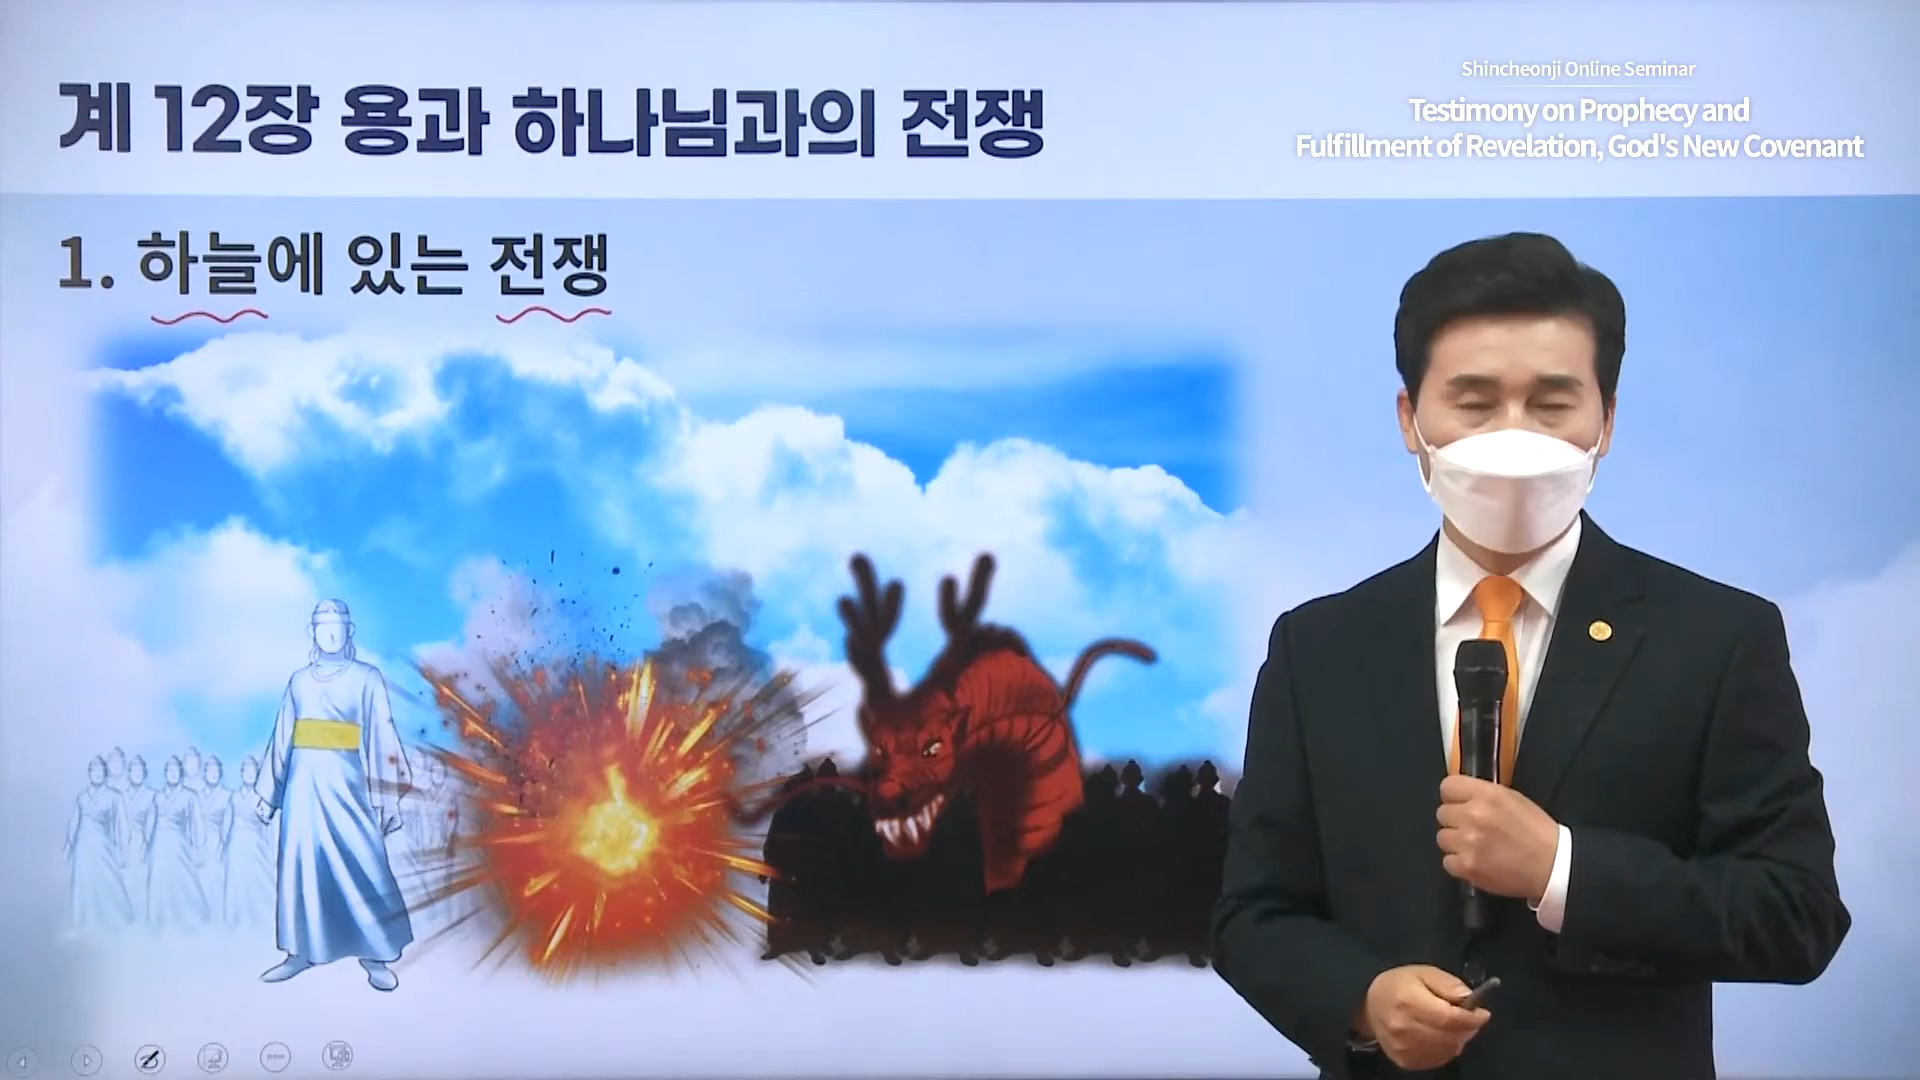 계 12장 용과 하나님과의 전쟁
Shincheonji Online Seminar
Testimony on Prophecy and
Fulfillment of Revelation, God's New Covenant
1. 하늘에 있는 전쟁